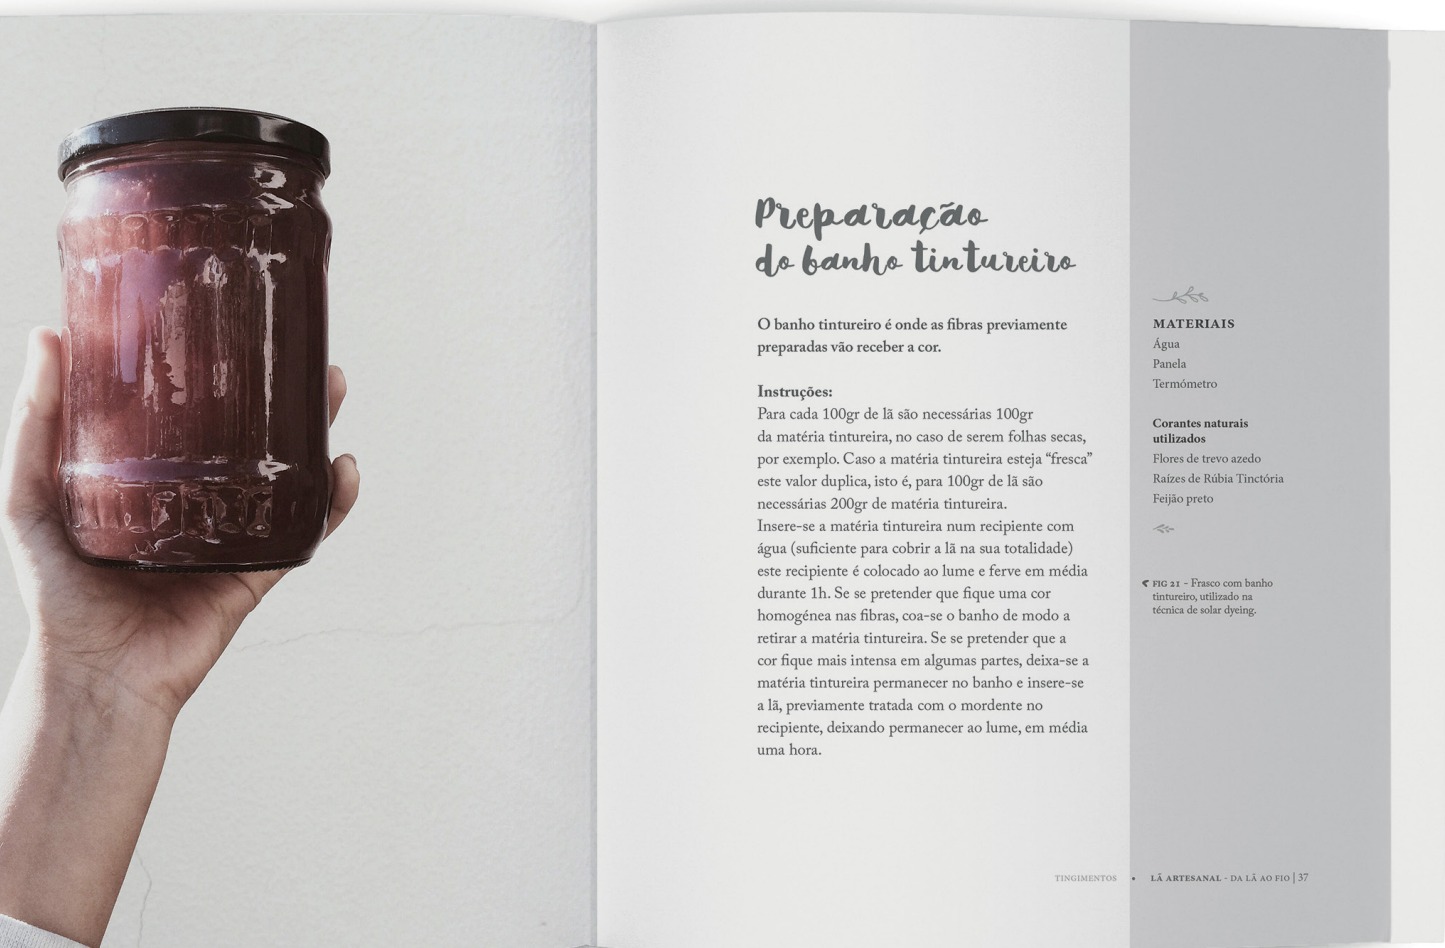 Preparação
do banho tintureiro
O banho tintureiro é onde as fibras previamente
preparadas vão receber a cor.
Instruções:
Para cada 100gr de lã são necessárias 100gr
da matéria tintureira, no caso de serem folhas secas,
por exemplo. Caso a matéria tintureira esteja “fresca”
este valor duplica, isto é, para 100gr de lã são
necessárias 200gr de matéria tintureira.
Insere-se a matéria tintureira num recipiente com
água (suficiente para cobrir a lã na sua totalidade)
este recipiente é colocado ao lume e ferve em média
durante 1h. Se se pretender que fique uma cor
homogénea nas fibras, coa-se o banho de modo a
retirar a matéria tintureira. Se se pretender que a
cor fique mais intensa em algumas partes, deixa-se a
matéria tintureira permanecer no banho e insere-se
a lã, previamente tratada com o mordente no
recipiente, deixando permanecer ao lume, em média
uma hora.
MATERIAIS
Água
Panela
Termómetro
Corantes naturais
utilizados
Flores de trevo azedo
Raízes de Rúbia Tinctória
Feijão preto
FIG 21 - Frasco com banho
tintureiro, utilizado na
técnica de solar dyeing.
TINGIMENTOS • LÃ ARTESANAL - DA LÃ AO FIO | 37